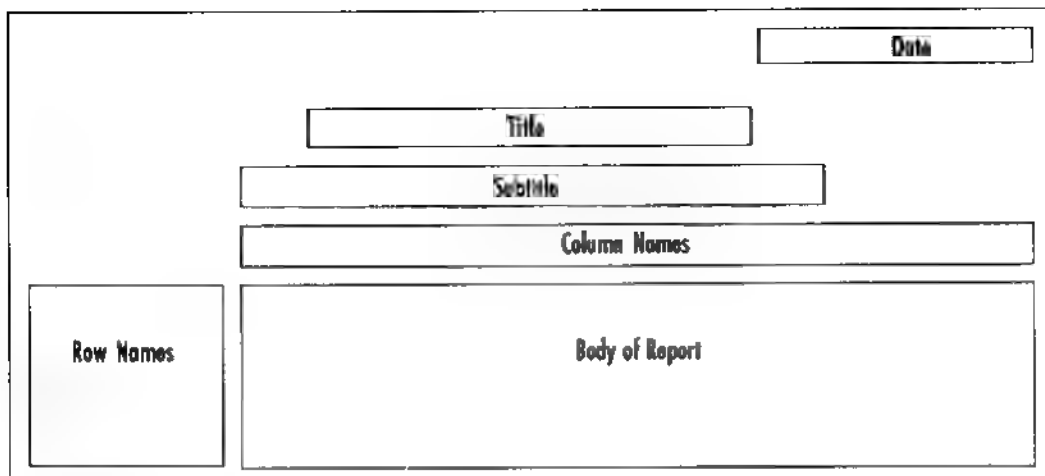 Date
Title
Subtitle
Column Names
Row Names
Body of Report